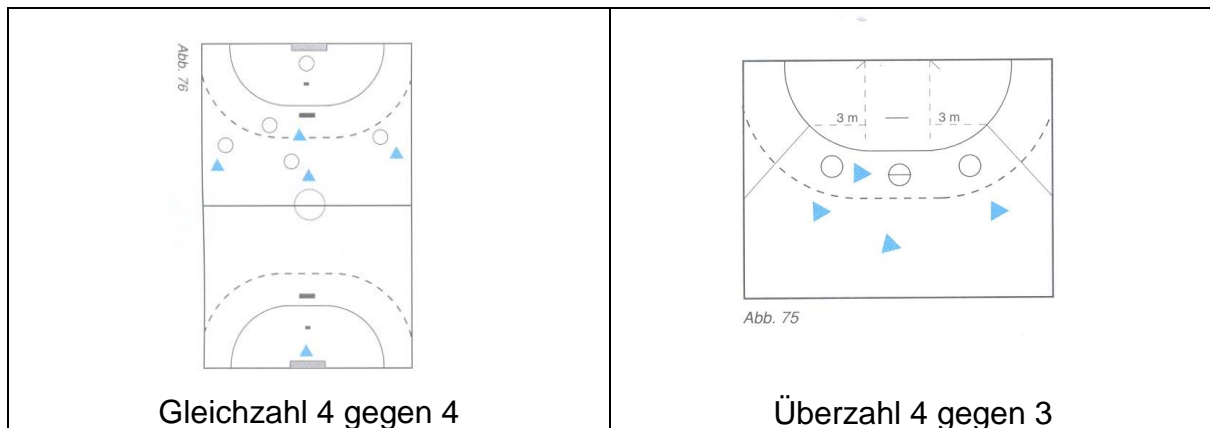 Abb. 76
Gleichzahl 4 gegen 4
3 m 3 m
Abb. 75
Überzahl 4 gegen 3